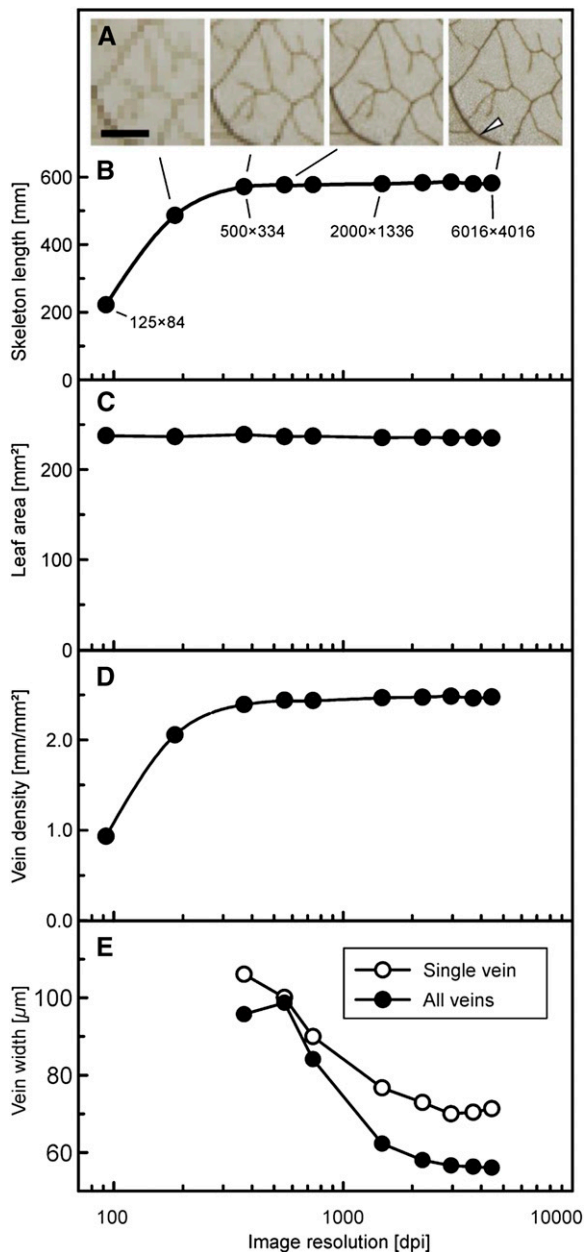 A
B
600
400
200
0
Skeleton length [mm]
125×84
500×334
2000×1336
6016×4016
C
200
100
0
Leaf area [mm²]
D
2.0
1.0
0.0
Vein density [mm/mm²]
E
Single vein
All veins
100
80
60
Vein width [µm]
100
1000
10000
Image resolution [dpi]